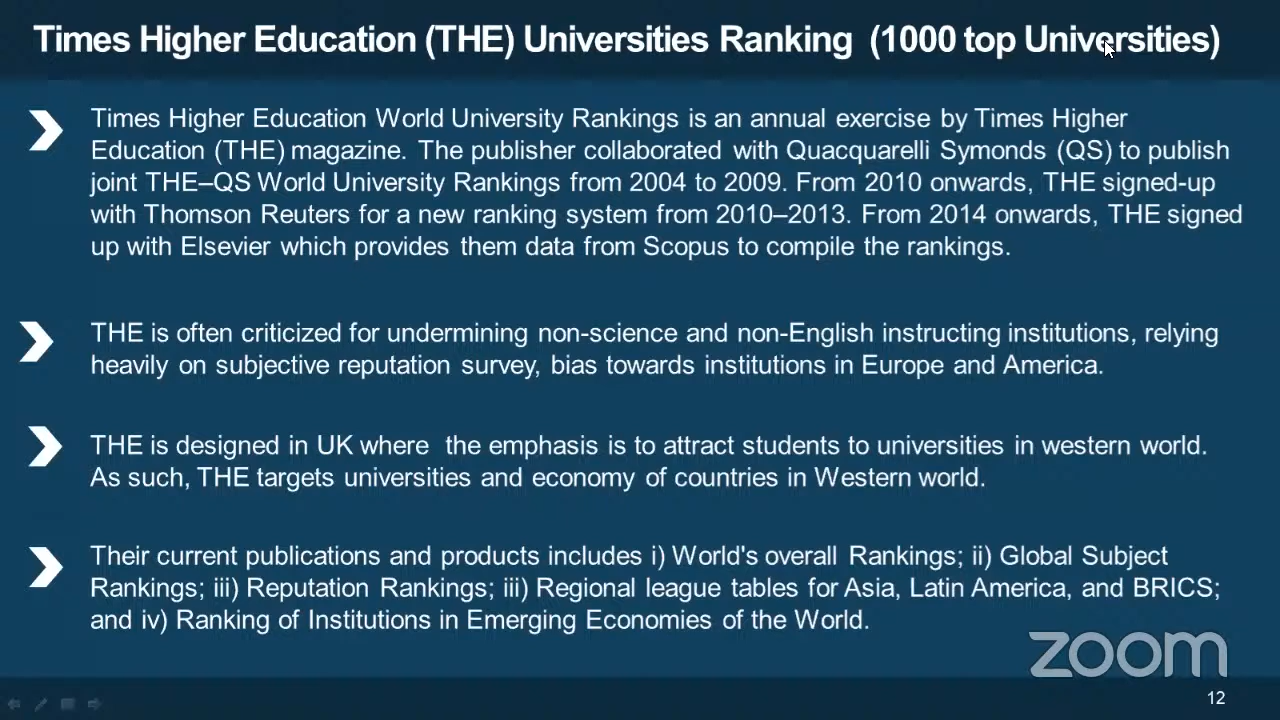 Times Higher Education (THE) Universities Ranking (1000 top Universities)
Times Higher Education World University Rankings is an annual exercise by Times Higher
Education (THE) magazine. The publisher collaborated with Quacquarelli Symonds (QS) to publish
joint THE–QS World University Rankings from 2004 to 2009. From 2010 onwards, THE signed-up
with Thomson Reuters for a new ranking system from 2010–2013. From 2014 onwards, THE signed
up with Elsevier which provides them data from Scopus to compile the rankings.
THE is often criticized for undermining non-science and non-English instructing institutions, relying
heavily on subjective reputation survey, bias towards institutions in Europe and America.
THE is designed in UK where the emphasis is to attract students to universities in western world.
As such, THE targets universities and economy of countries in Western world.
Their current publications and products includes i) World's overall Rankings; ii) Global Subject
Rankings; iii) Reputation Rankings; iii) Regional league tables for Asia, Latin America, and BRICS;
and iv) Ranking of Institutions in Emerging Economies of the World.
zoom
12